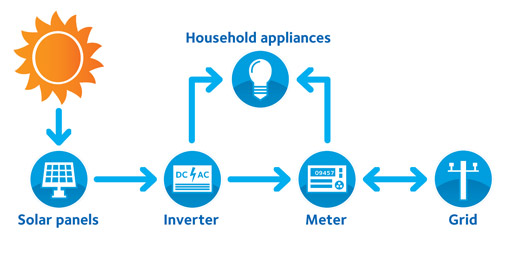 Household appliances
DC AC
09457
Solar panels
Inverter
Meter
Grid